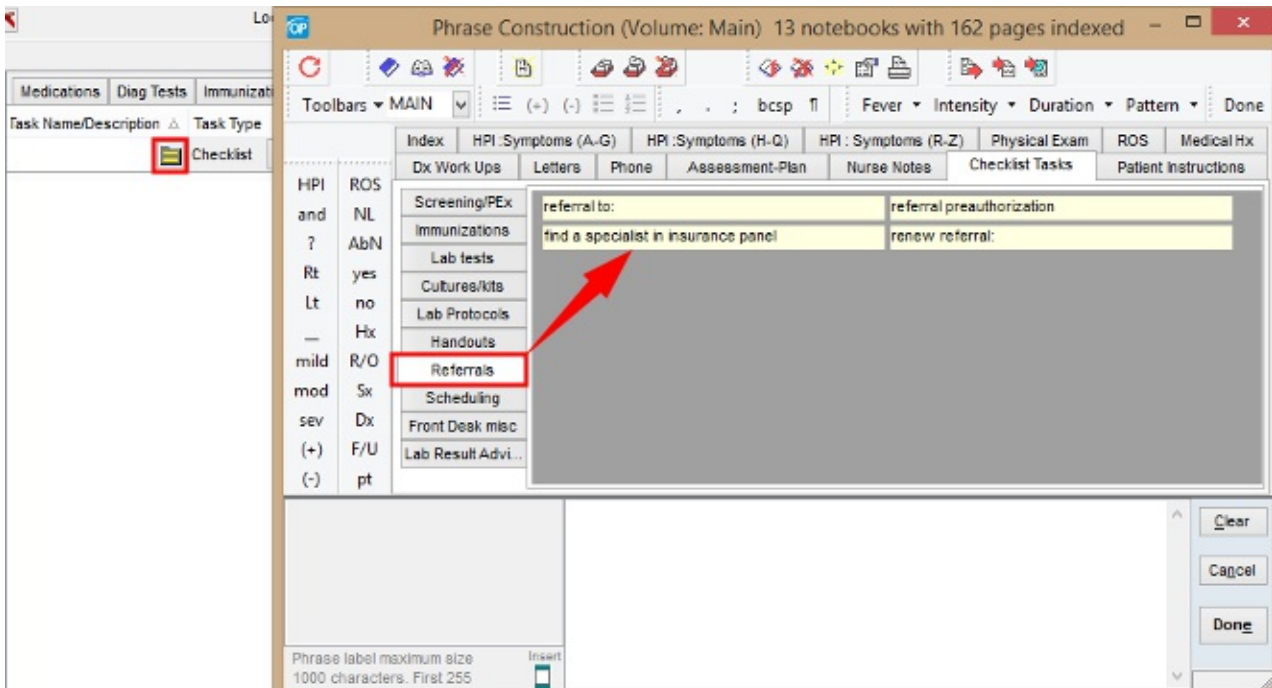 Lo
Phrase Construction (Volume: Main) 13 notebooks with 162 pages indexed
Medications Diag Tests Immunizati
Task Name/Description Task Type
Checklist
Toolbars MAIN (+) (-) , . ; bcsp ¶ Fever Intensity Duration Pattern Done
Index HPI :Symptoms (A-G) HPI :Symptoms (H-Q) HPI : Symptoms (R-Z) Physical Exam ROS Medical Hx
Dx Work Ups Letters Phone Assessment-Plan Nurse Notes Checklist Tasks Patient Instructions
HPI ROS
and NL
? AbN
Rt yes
Lt no
_ Hx
mild R/O
mod Sx
sev Dx
(+) F/U
(-) pt
Screening/PEx
Immunizations
Lab tests
Cultures/kits
Lab Protocols
Handouts
Referrals
Scheduling
Front Desk misc
Lab Result Advi...
referral to: referral preauthorization
find a specialist in insurance panel renew referral:
Clear
Cancel
Done
Phrase label maximum size
1000 characters. First 255
Insert